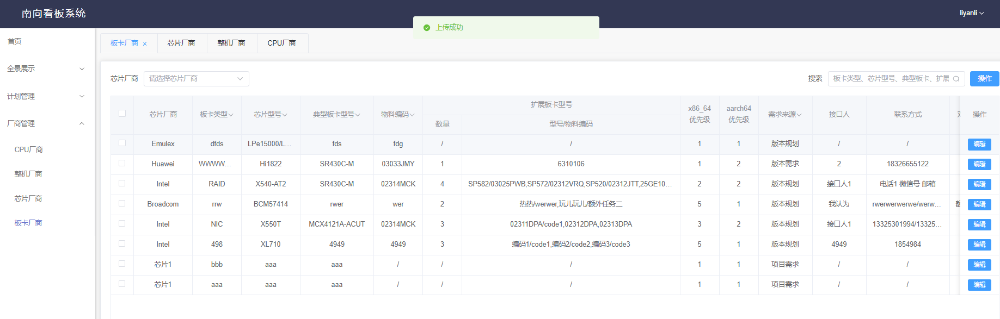 南向看板系统
liyanli
上传成功
首页
全景展示
计划管理
厂商管理
CPU厂商
整机厂商
芯片厂商
板卡厂商
板卡厂商 × 芯片厂商 整机厂商 CPU厂商
芯片厂商 请选择芯片厂商 搜索 板卡类型、芯片型号、典型板卡、扩展 操作
芯片厂商 板卡类型 芯片型号 典型板卡型号 物料编码 扩展板卡型号 x86_64 优先级 aarch64 优先级 需求来源 接口人 联系方式 操作
数量 型号/物料编码
Emulex dfds LPe15000/L... fds fdg / / 1 1 版本规划 / / 编辑
Huawei WWWW... Hi1822 SR430C-M 03033JMY 1 6310106 1 2 版本需求 2 18326655122 编辑
Intel RAID X540-AT2 SR430C-M 02314MCK 4 SP582/03025PWB,SP572/02312VRQ,SP520/02312JTT,25GE10... 2 2 版本规划 接口人1 电话1 微信号 邮箱 编辑
Broadcom rrw BCM57414 rwer wer 2 热热/werwer,玩儿玩儿/额外任务二 5 1 版本规划 我认为 rwerwerwerwe/werw... 编辑
Intel NIC X550T MCX4121A-ACUT 02314MCK 3 02311DPA/code1,02312DPA,02313DPA 3 2 版本规划 接口人1 13325301994/13325... 编辑
Intel 498 XL710 4949 4949 3 编码1/code1,编码2/code2,编码3/code3 5 1 版本规划 4949 1854984 编辑
芯片1 bbb aaa aaa / / / 1 1 项目需求 / / 编辑
芯片1 aaa aaa aaa / / / 1 1 项目需求 / / 编辑